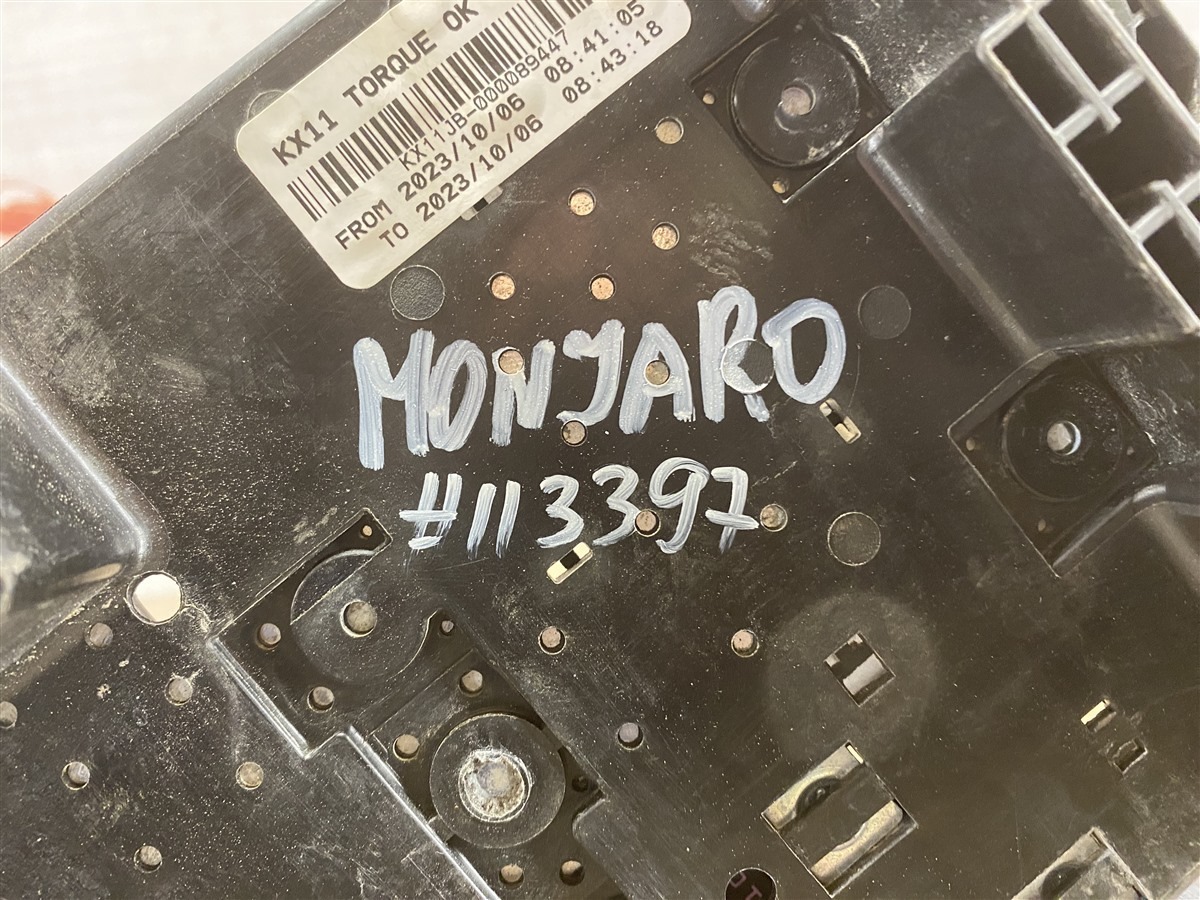 KX11 TORQUE OK
KX11JB-000089447
FROM 2023/10/06 08:41:05
TO 2023/10/06 08:43:18
MONJARO
#113397